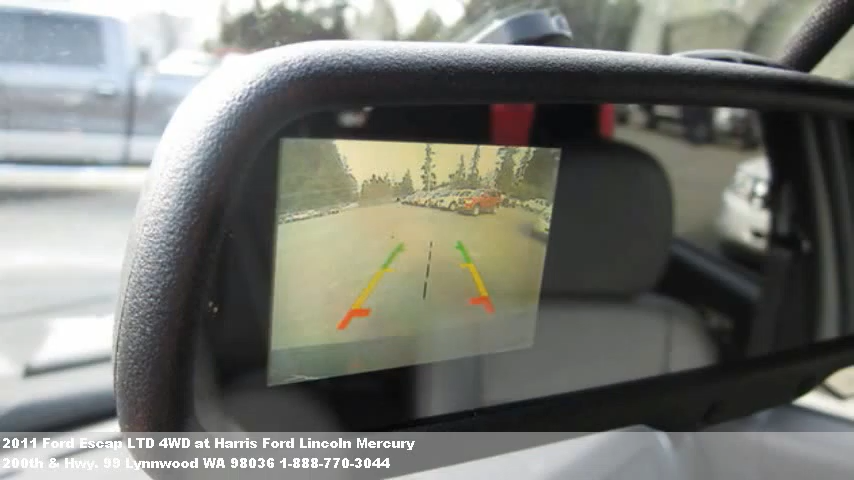 2011 Ford Escap LTD 4WD at Harris Ford Lincoln Mercury
200th & Hwy. 99 Lynnwood WA 98036 1-888-770-3044